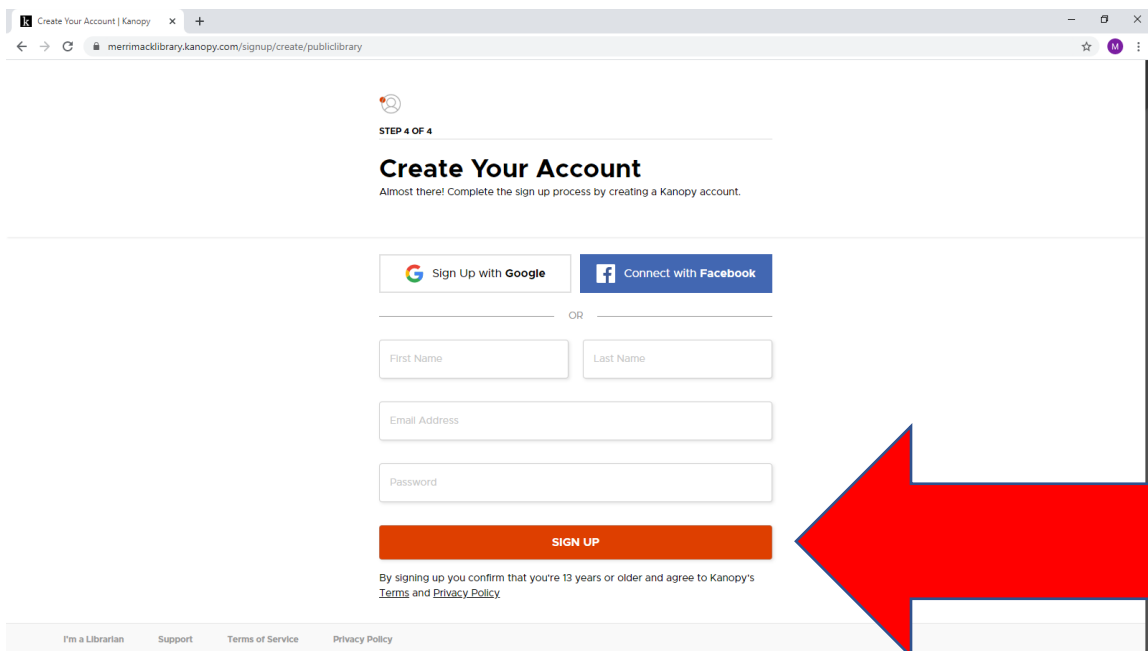 k Create Your Account | Kanopy
merrimacklibrary.kanopy.com/signup/create/publiclibrary
M
STEP 4 OF 4
Create Your Account
Almost there! Complete the sign up process by creating a Kanopy account.
Sign Up with Google
Connect with Facebook
OR
First Name
Last Name
Email Address
Password
SIGN UP
By signing up you confirm that you're 13 years or older and agree to Kanopy's
Terms and Privacy Policy
I'm a Librarian Support Terms of Service Privacy Policy